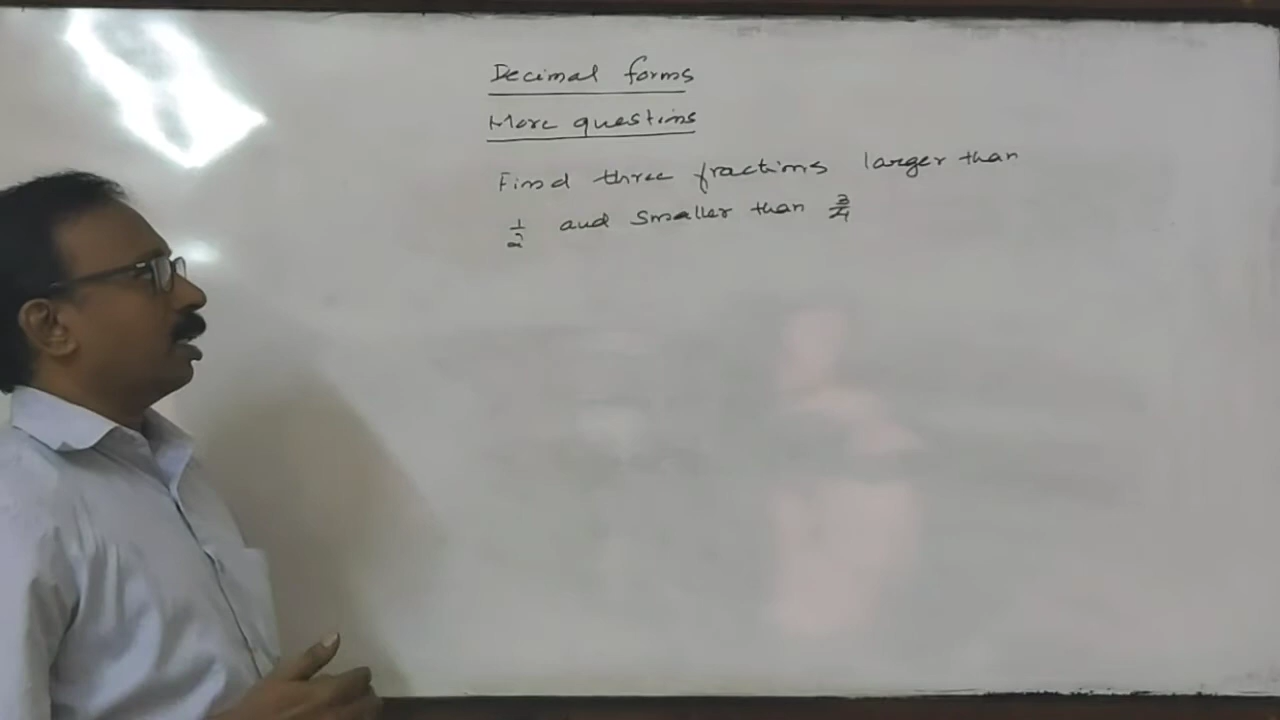 Decimal forms
More questions
Find three fractions larger than
1/2 and smaller than 3/4